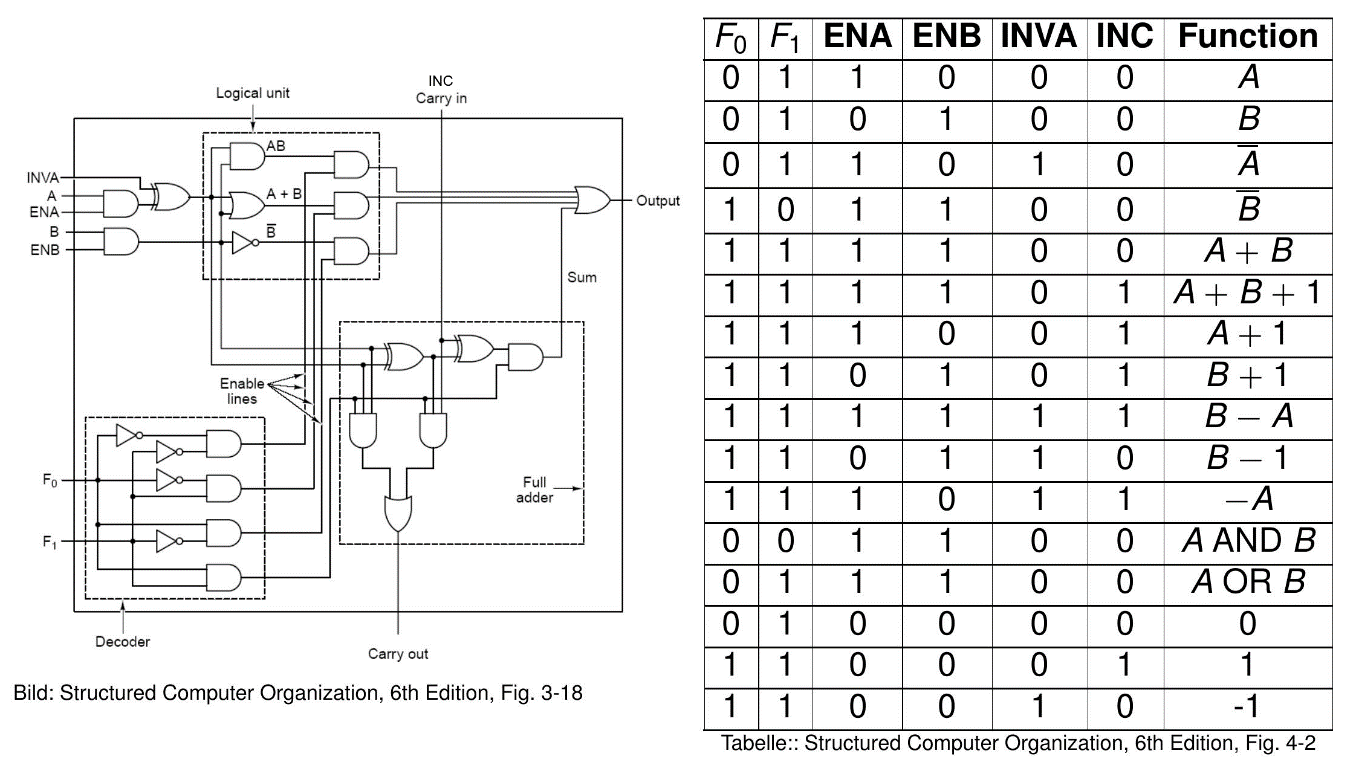 INC
Carry in
Logical unit
INVA
A
ENA
B
ENB
AB
A + B
B̅
Output
Sum
Enable
lines
F₀
F₁
Full
adder
Decoder
Carry out
Bild: Structured Computer Organization, 6th Edition, Fig. 3-18
F₀ F₁ ENA ENB INVA INC Function
0 1 1 0 0 0 A
0 1 0 1 0 0 B
0 1 1 0 1 0 A̅
1 0 1 1 0 0 B̅
1 1 1 1 0 0 A + B
1 1 1 1 0 1 A + B + 1
1 1 1 0 0 1 A + 1
1 1 0 1 0 1 B + 1
1 1 1 1 1 1 B − A
1 1 0 1 1 0 B − 1
1 1 1 0 1 1 −A
0 0 1 1 0 0 A AND B
0 1 1 1 0 0 A OR B
0 1 0 0 0 0 0
1 1 0 0 0 1 1
1 1 0 0 1 0 -1
Tabelle:: Structured Computer Organization, 6th Edition, Fig. 4-2